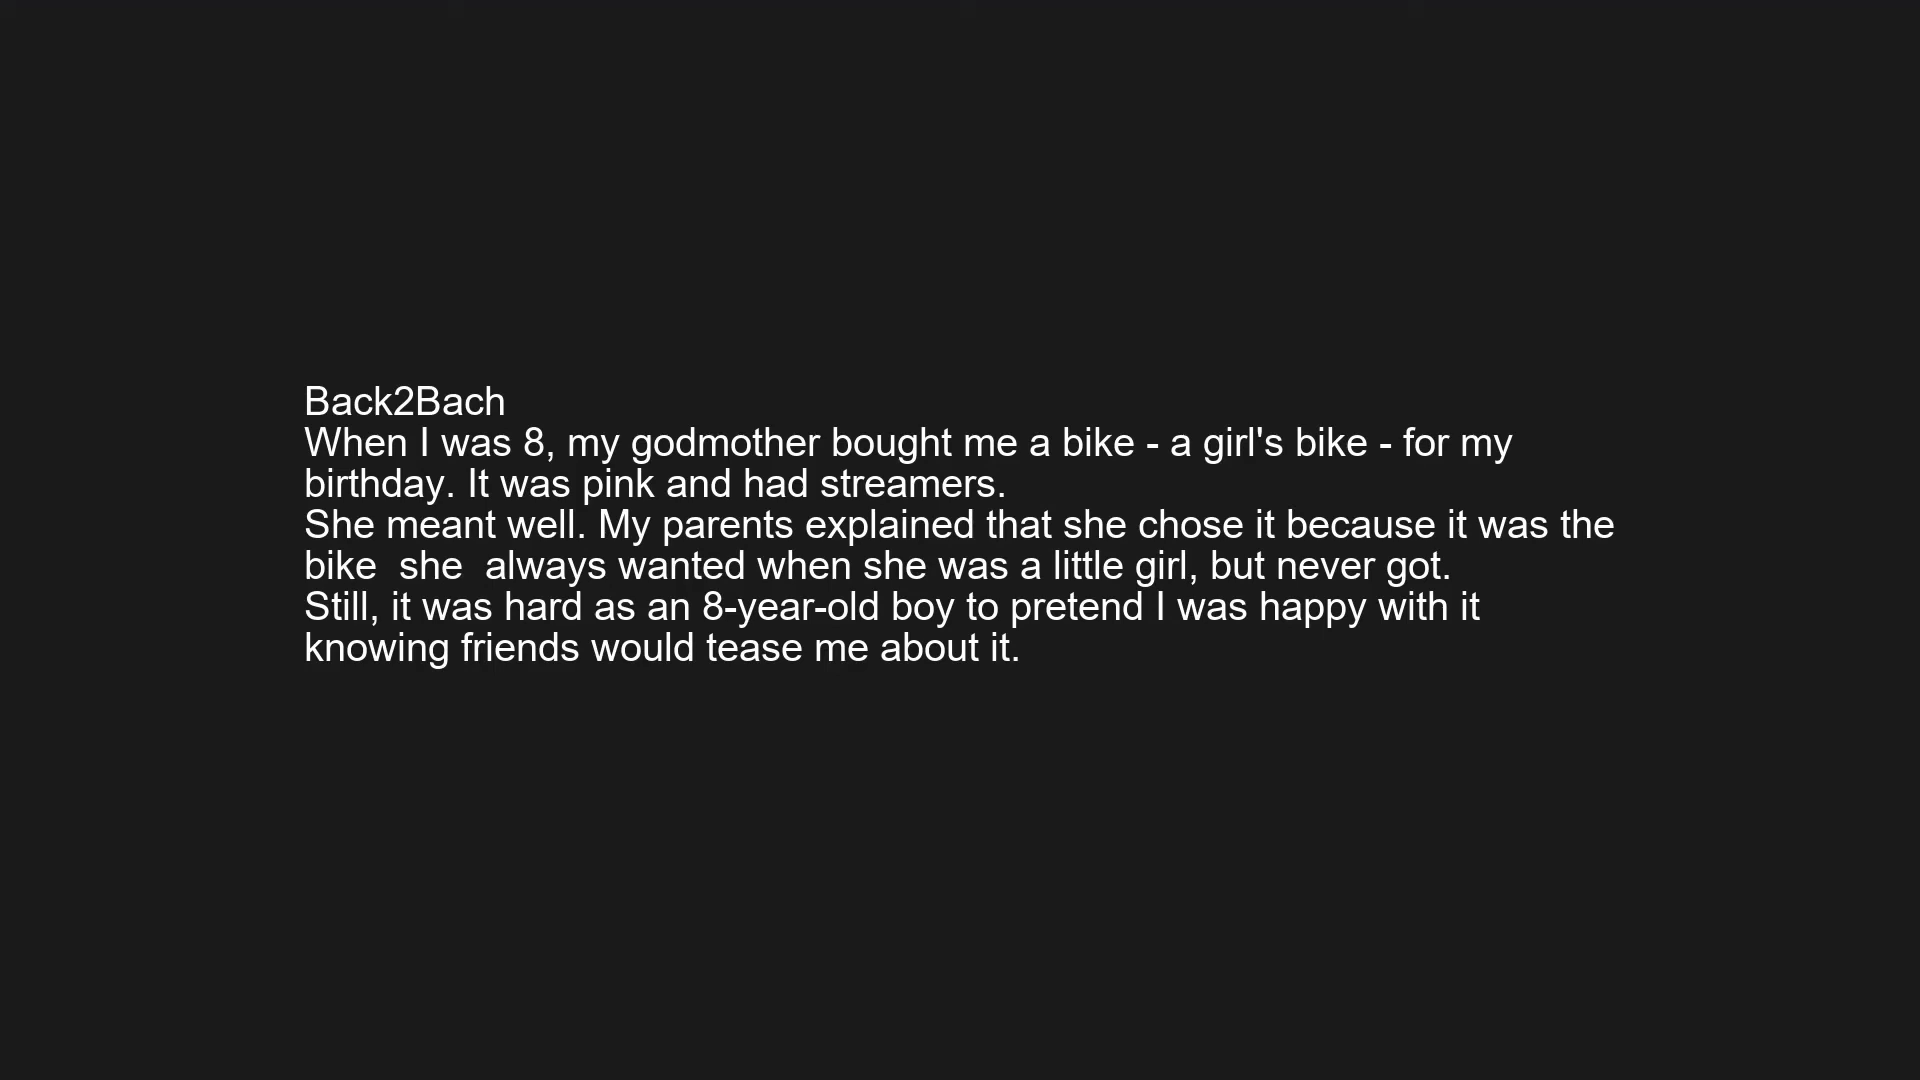 Back2Bach
When I was 8, my godmother bought me a bike - a girl's bike - for my
birthday. It was pink and had streamers.
She meant well. My parents explained that she chose it because it was the
bike  she  always wanted when she was a little girl, but never got.
Still, it was hard as an 8-year-old boy to pretend I was happy with it
knowing friends would tease me about it.